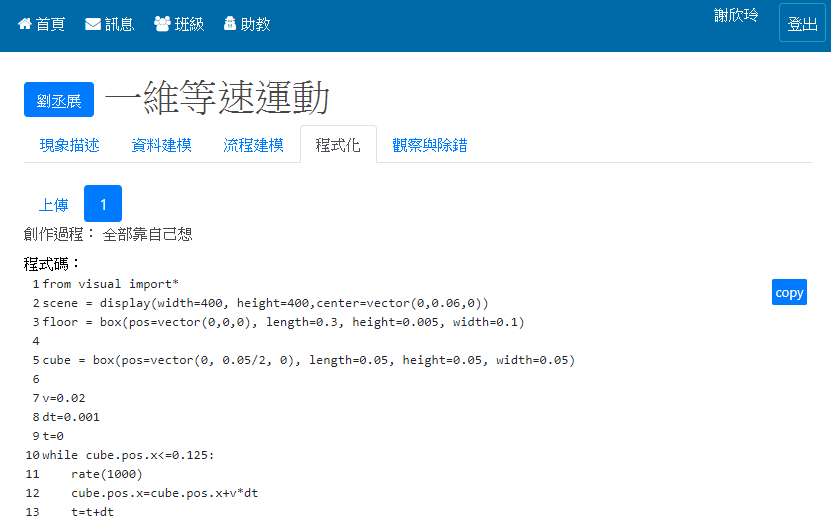 首頁 訊息 班級 助教 謝欣玲 登出
劉丞展 一維等速運動
現象描述 資料建模 流程建模 程式化 觀察與除錯
上傳 1
創作過程： 全部靠自己想
程式碼：
copy
1 from visual import*
2 scene = display(width=400, height=400,center=vector(0,0.06,0))
3 floor = box(pos=vector(0,0,0), length=0.3, height=0.005, width=0.1)
4
5 cube = box(pos=vector(0, 0.05/2, 0), length=0.05, height=0.05, width=0.05)
6
7 v=0.02
8 dt=0.001
9 t=0
10 while cube.pos.x<=0.125:
11     rate(1000)
12     cube.pos.x=cube.pos.x+v*dt
13     t=t+dt